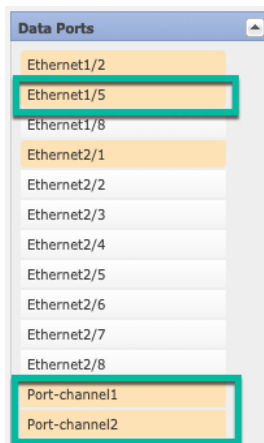 Data Ports
Ethernet1/2
Ethernet1/5
Ethernet1/8
Ethernet2/1
Ethernet2/2
Ethernet2/3
Ethernet2/4
Ethernet2/5
Ethernet2/6
Ethernet2/7
Ethernet2/8
Port-channel1
Port-channel2